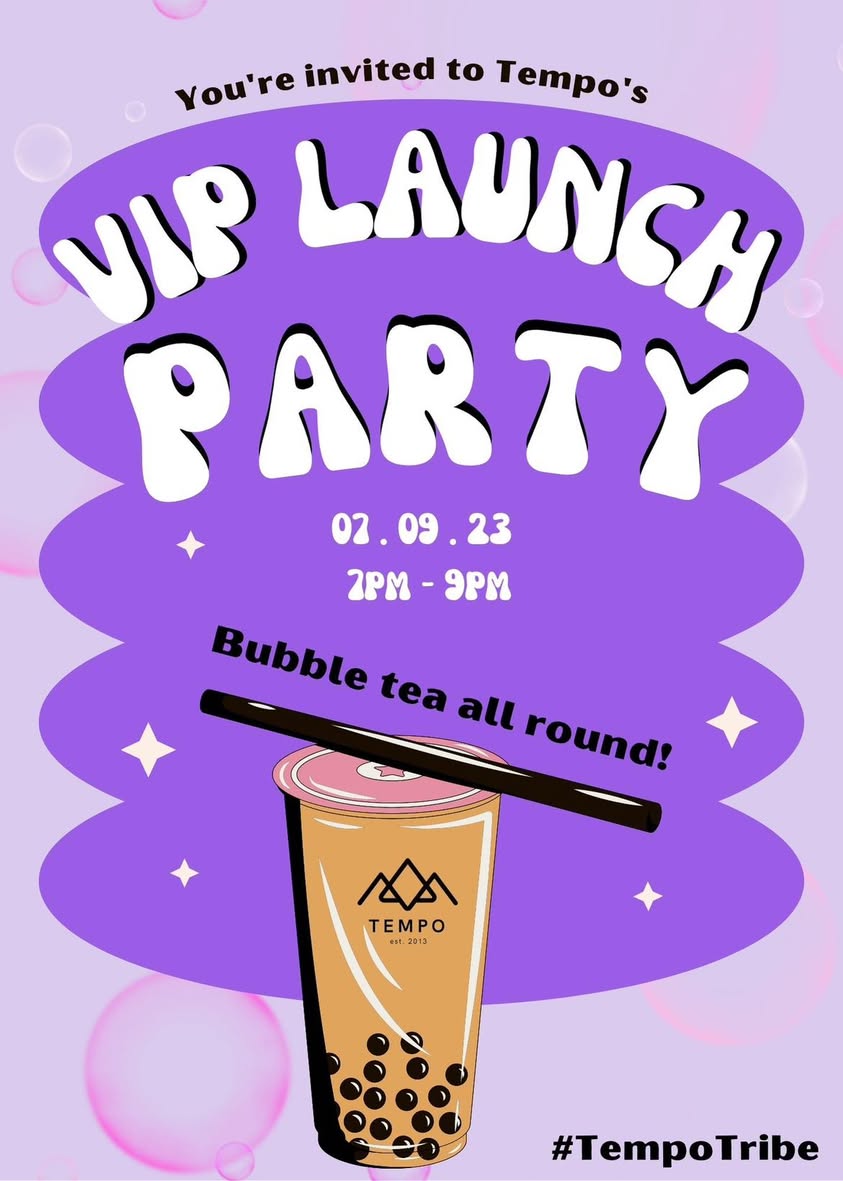 You're invited to Tempo's
VIP LAUNCH
PARTY
07.09.23
7PM - 9PM
Bubble tea all round!
TEMPO
est. 2013
#TempoTribe